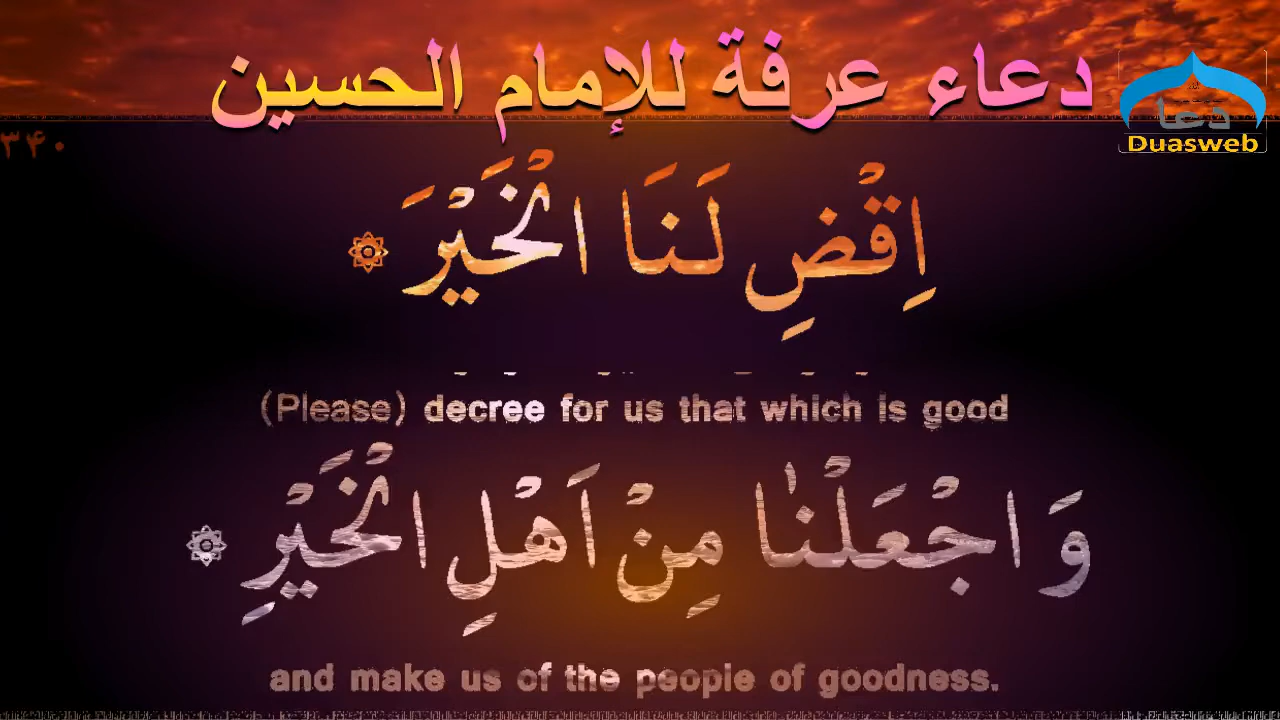 دعاء عرفة للإمام الحسين
دعا
Duasweb
۳۴۰
اِقْضِ لَنَا الْخَيْرَ ۞
(Please) decree for us that which is good
وَ اجْعَلْنٰا مِنْ اَهْلِ الْخَيْرِ ۞
and make us of the people of goodness.